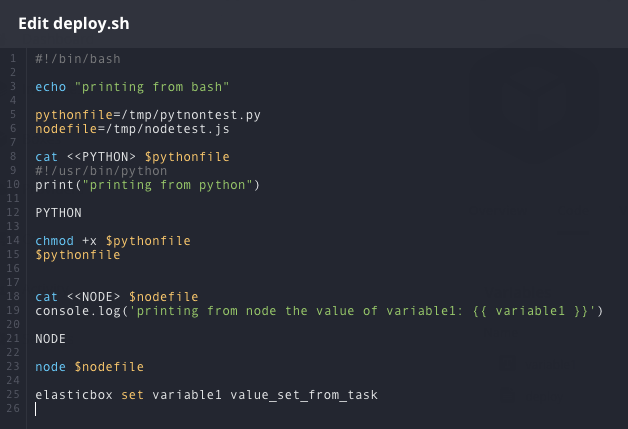 Edit deploy.sh
1 #!/bin/bash
2
3 echo "printing from bash"
4
5 pythonfile=/tmp/pytnontest.py
6 nodefile=/tmp/nodetest.js
7
8 cat <<PYTHON> $pythonfile
9 #!/usr/bin/python
10 print("printing from python")
11
12 PYTHON
13
14 chmod +x $pythonfile
15 $pythonfile
16
17
18 cat <<NODE> $nodefile
19 console.log('printing from node the value of variable1: {{ variable1 }}')
20
21 NODE
22
23 node $nodefile
24
25 elasticbox set variable1 value_set_from_task
26